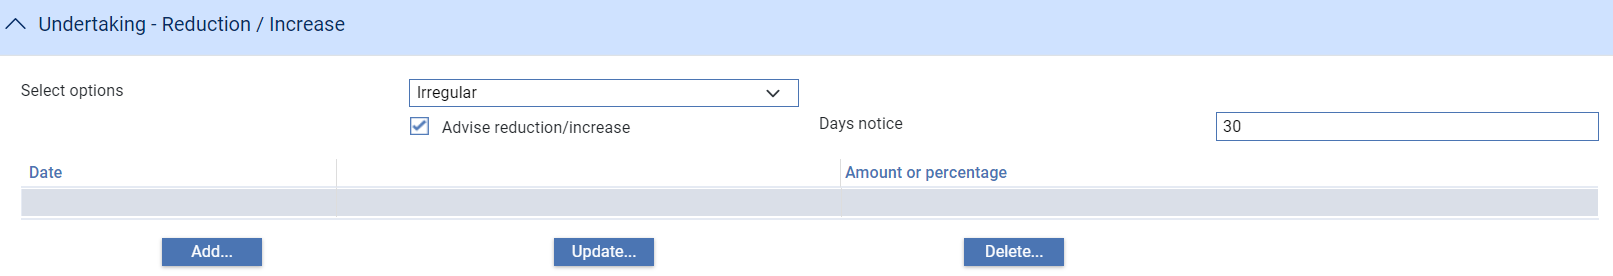 Undertaking - Reduction / Increase
Select options
Irregular
Advise reduction/increase
Days notice
30
Date
Amount or percentage
Add...
Update...
Delete...